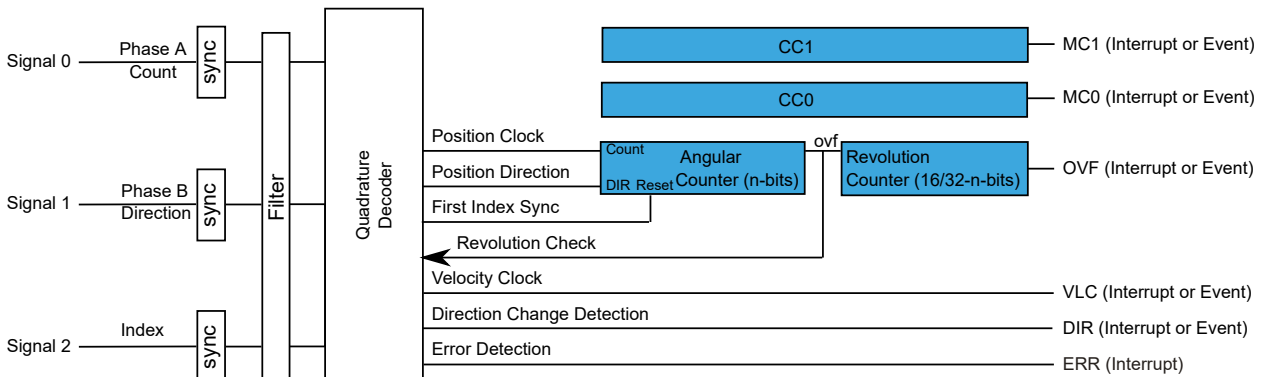 Signal 0
Phase A
Count
sync
Signal 1
Phase B
Direction
sync
Signal 2
Index
sync
Filter
Quadrature
Decoder
CC1
MC1 (Interrupt or Event)
CC0
MC0 (Interrupt or Event)
Position Clock
Position Direction
First Index Sync
Revolution Check
Count
DIR Reset
Angular
Counter (n-bits)
ovf
Revolution
Counter (16/32-n-bits)
OVF (Interrupt or Event)
Velocity Clock
VLC (Interrupt or Event)
Direction Change Detection
DIR (Interrupt or Event)
Error Detection
ERR (Interrupt)